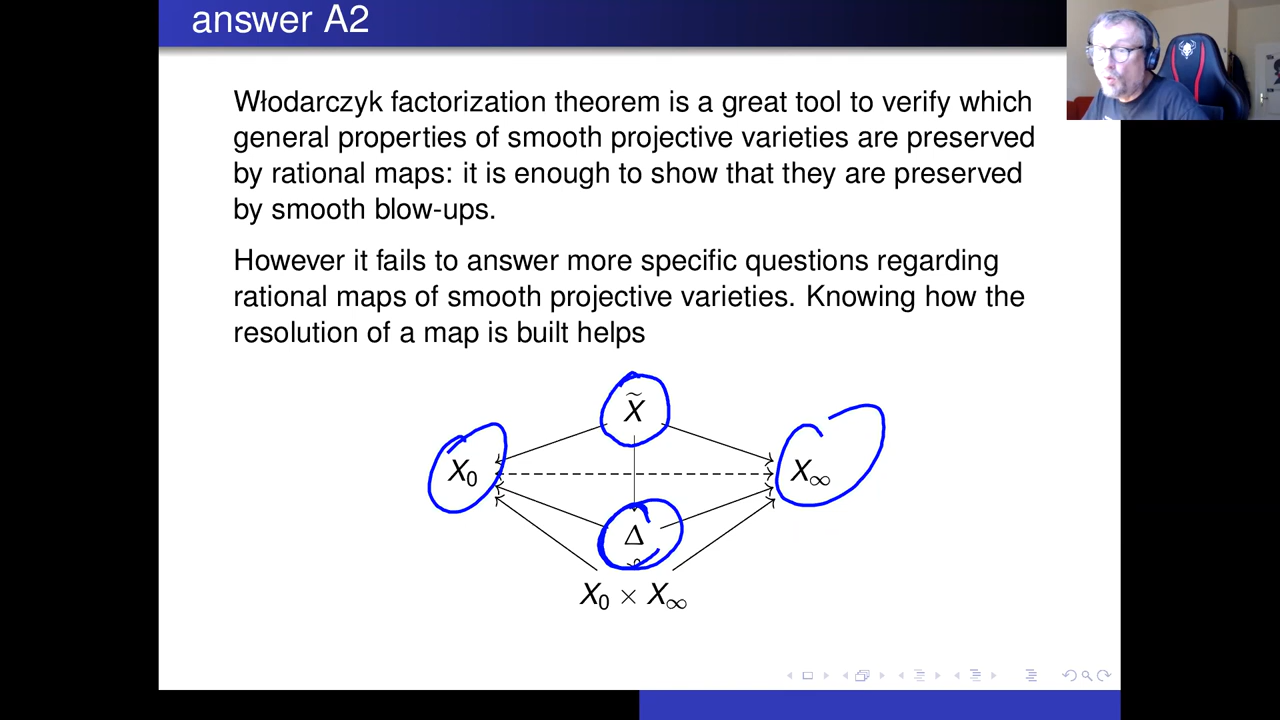 answer A2
Włodarczyk factorization theorem is a great tool to verify which
general properties of smooth projective varieties are preserved
by rational maps: it is enough to show that they are preserved
by smooth blow-ups.
However it fails to answer more specific questions regarding
rational maps of smooth projective varieties. Knowing how the
resolution of a map is built helps
X̃
X₀ X∞
Δ
X₀ × X∞